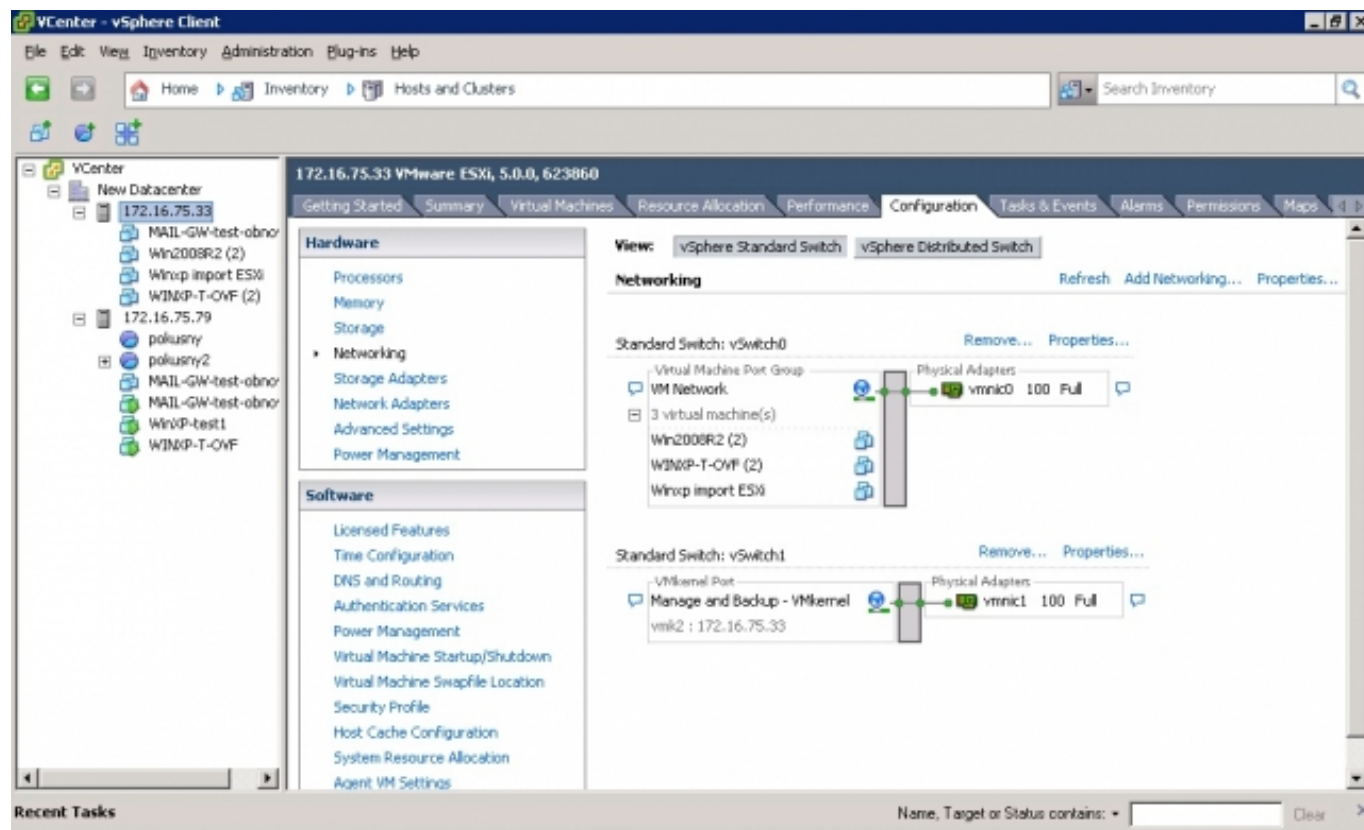 VCenter - vSphere Client
File Edit View Inventory Administration Plug-ins Help
Home Inventory Hosts and Clusters
Search Inventory
VCenter
New Datacenter
172.16.75.33
MAIL-GW-test-obno
Win2008R2 (2)
Winxp import ESXi
WINXP-T-OVF (2)
172.16.75.79
pokusny
pokusny2
MAIL-GW-test-obno
MAIL-GW-test-obno
WinXP-test1
WINXP-T-OVF
172.16.75.33 VMware ESXi, 5.0.0, 623860
Getting Started Summary Virtual Machines Resource Allocation Performance Configuration Tasks & Events Alarms Permissions Maps
Hardware
Processors
Memory
Storage
Networking
Storage Adapters
Network Adapters
Advanced Settings
Power Management
Software
Licensed Features
Time Configuration
DNS and Routing
Authentication Services
Power Management
Virtual Machine Startup/Shutdown
Virtual Machine Swapfile Location
Security Profile
Host Cache Configuration
System Resource Allocation
Agent VM Settings
View: vSphere Standard Switch vSphere Distributed Switch
Networking
Refresh Add Networking... Properties...
Standard Switch: vSwitch0 Remove... Properties...
Virtual Machine Port Group
VM Network
3 virtual machine(s)
Win2008R2 (2)
WINXP-T-OVF (2)
Winxp import ESXi
Physical Adapters
vmnic0 100 Full
Standard Switch: vSwitch1 Remove... Properties...
VMkernel Port
Manage and Backup - VMkernel
vmk2 : 172.16.75.33
Physical Adapters
vmnic1 100 Full
Recent Tasks
Name, Target or Status contains:
Clear